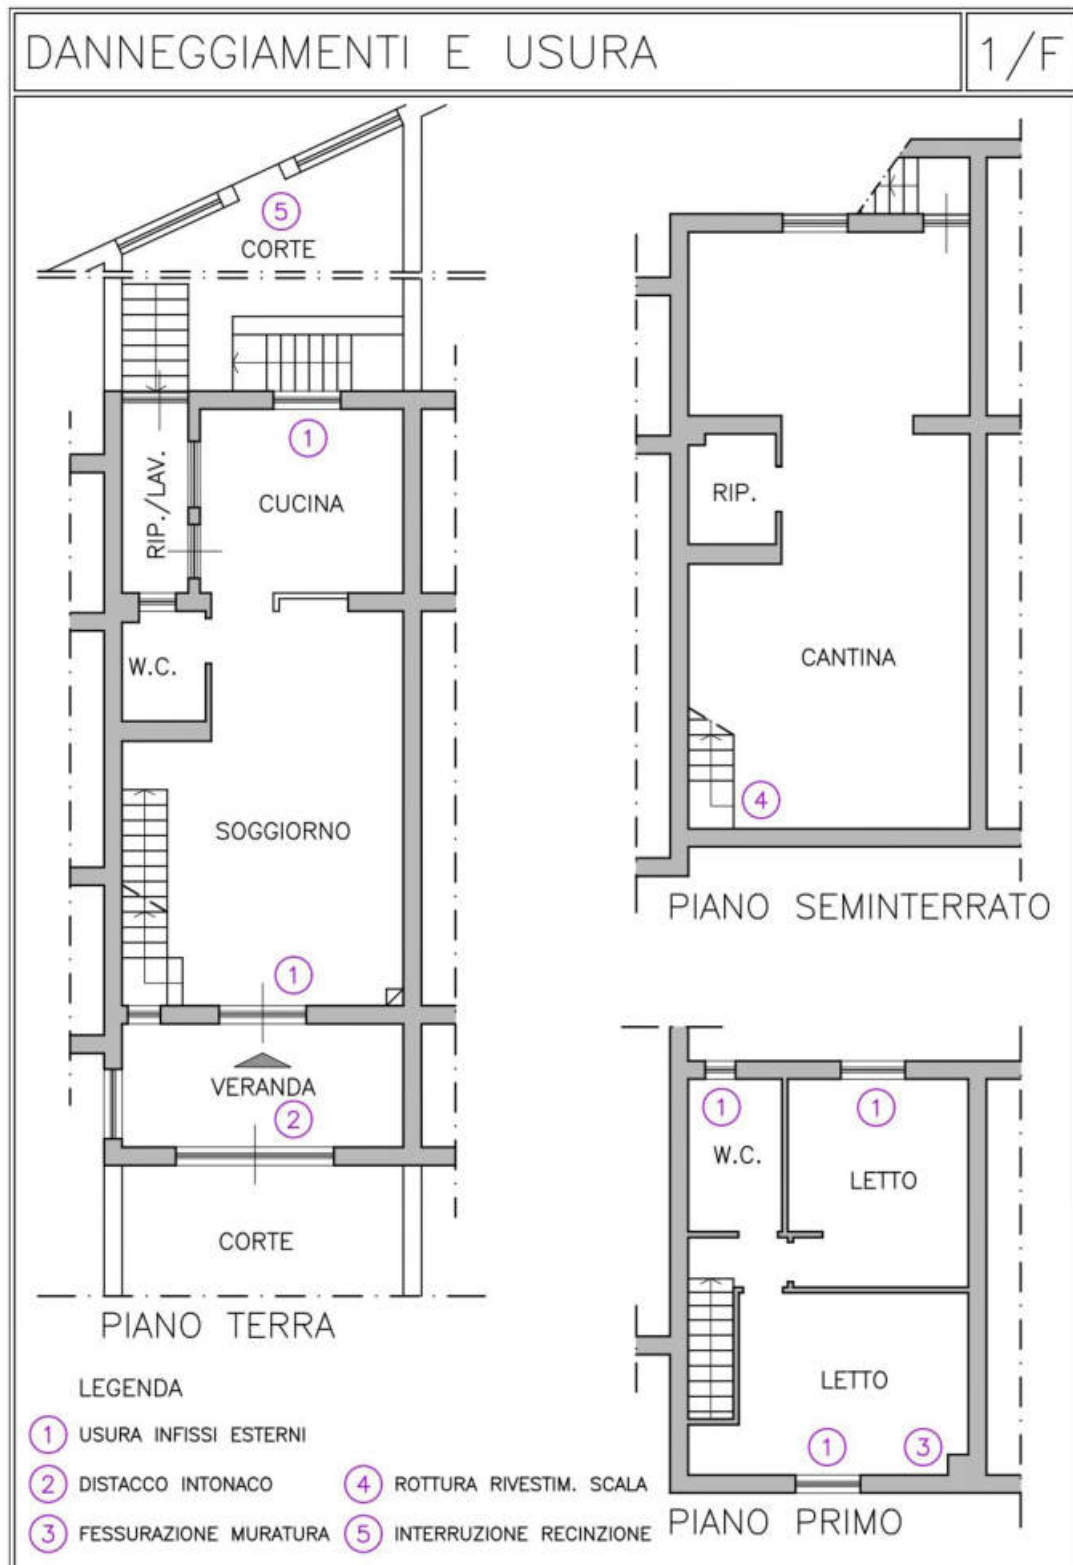 DANNEGGIAMENTI E USURA
1/F
5
CORTE
1
CUCINA
RIP./LAV.
W.C.
SOGGIORNO
1
VERANDA
2
CORTE
PIANO TERRA
RIP.
CANTINA
4
PIANO SEMINTERRATO
1
1
W.C.
LETTO
LETTO
1
3
PIANO PRIMO
LEGENDA
1 USURA INFISSI ESTERNI
2 DISTACCO INTONACO
3 FESSURAZIONE MURATURA
4 ROTTURA RIVESTIM. SCALA
5 INTERRUZIONE RECINZIONE